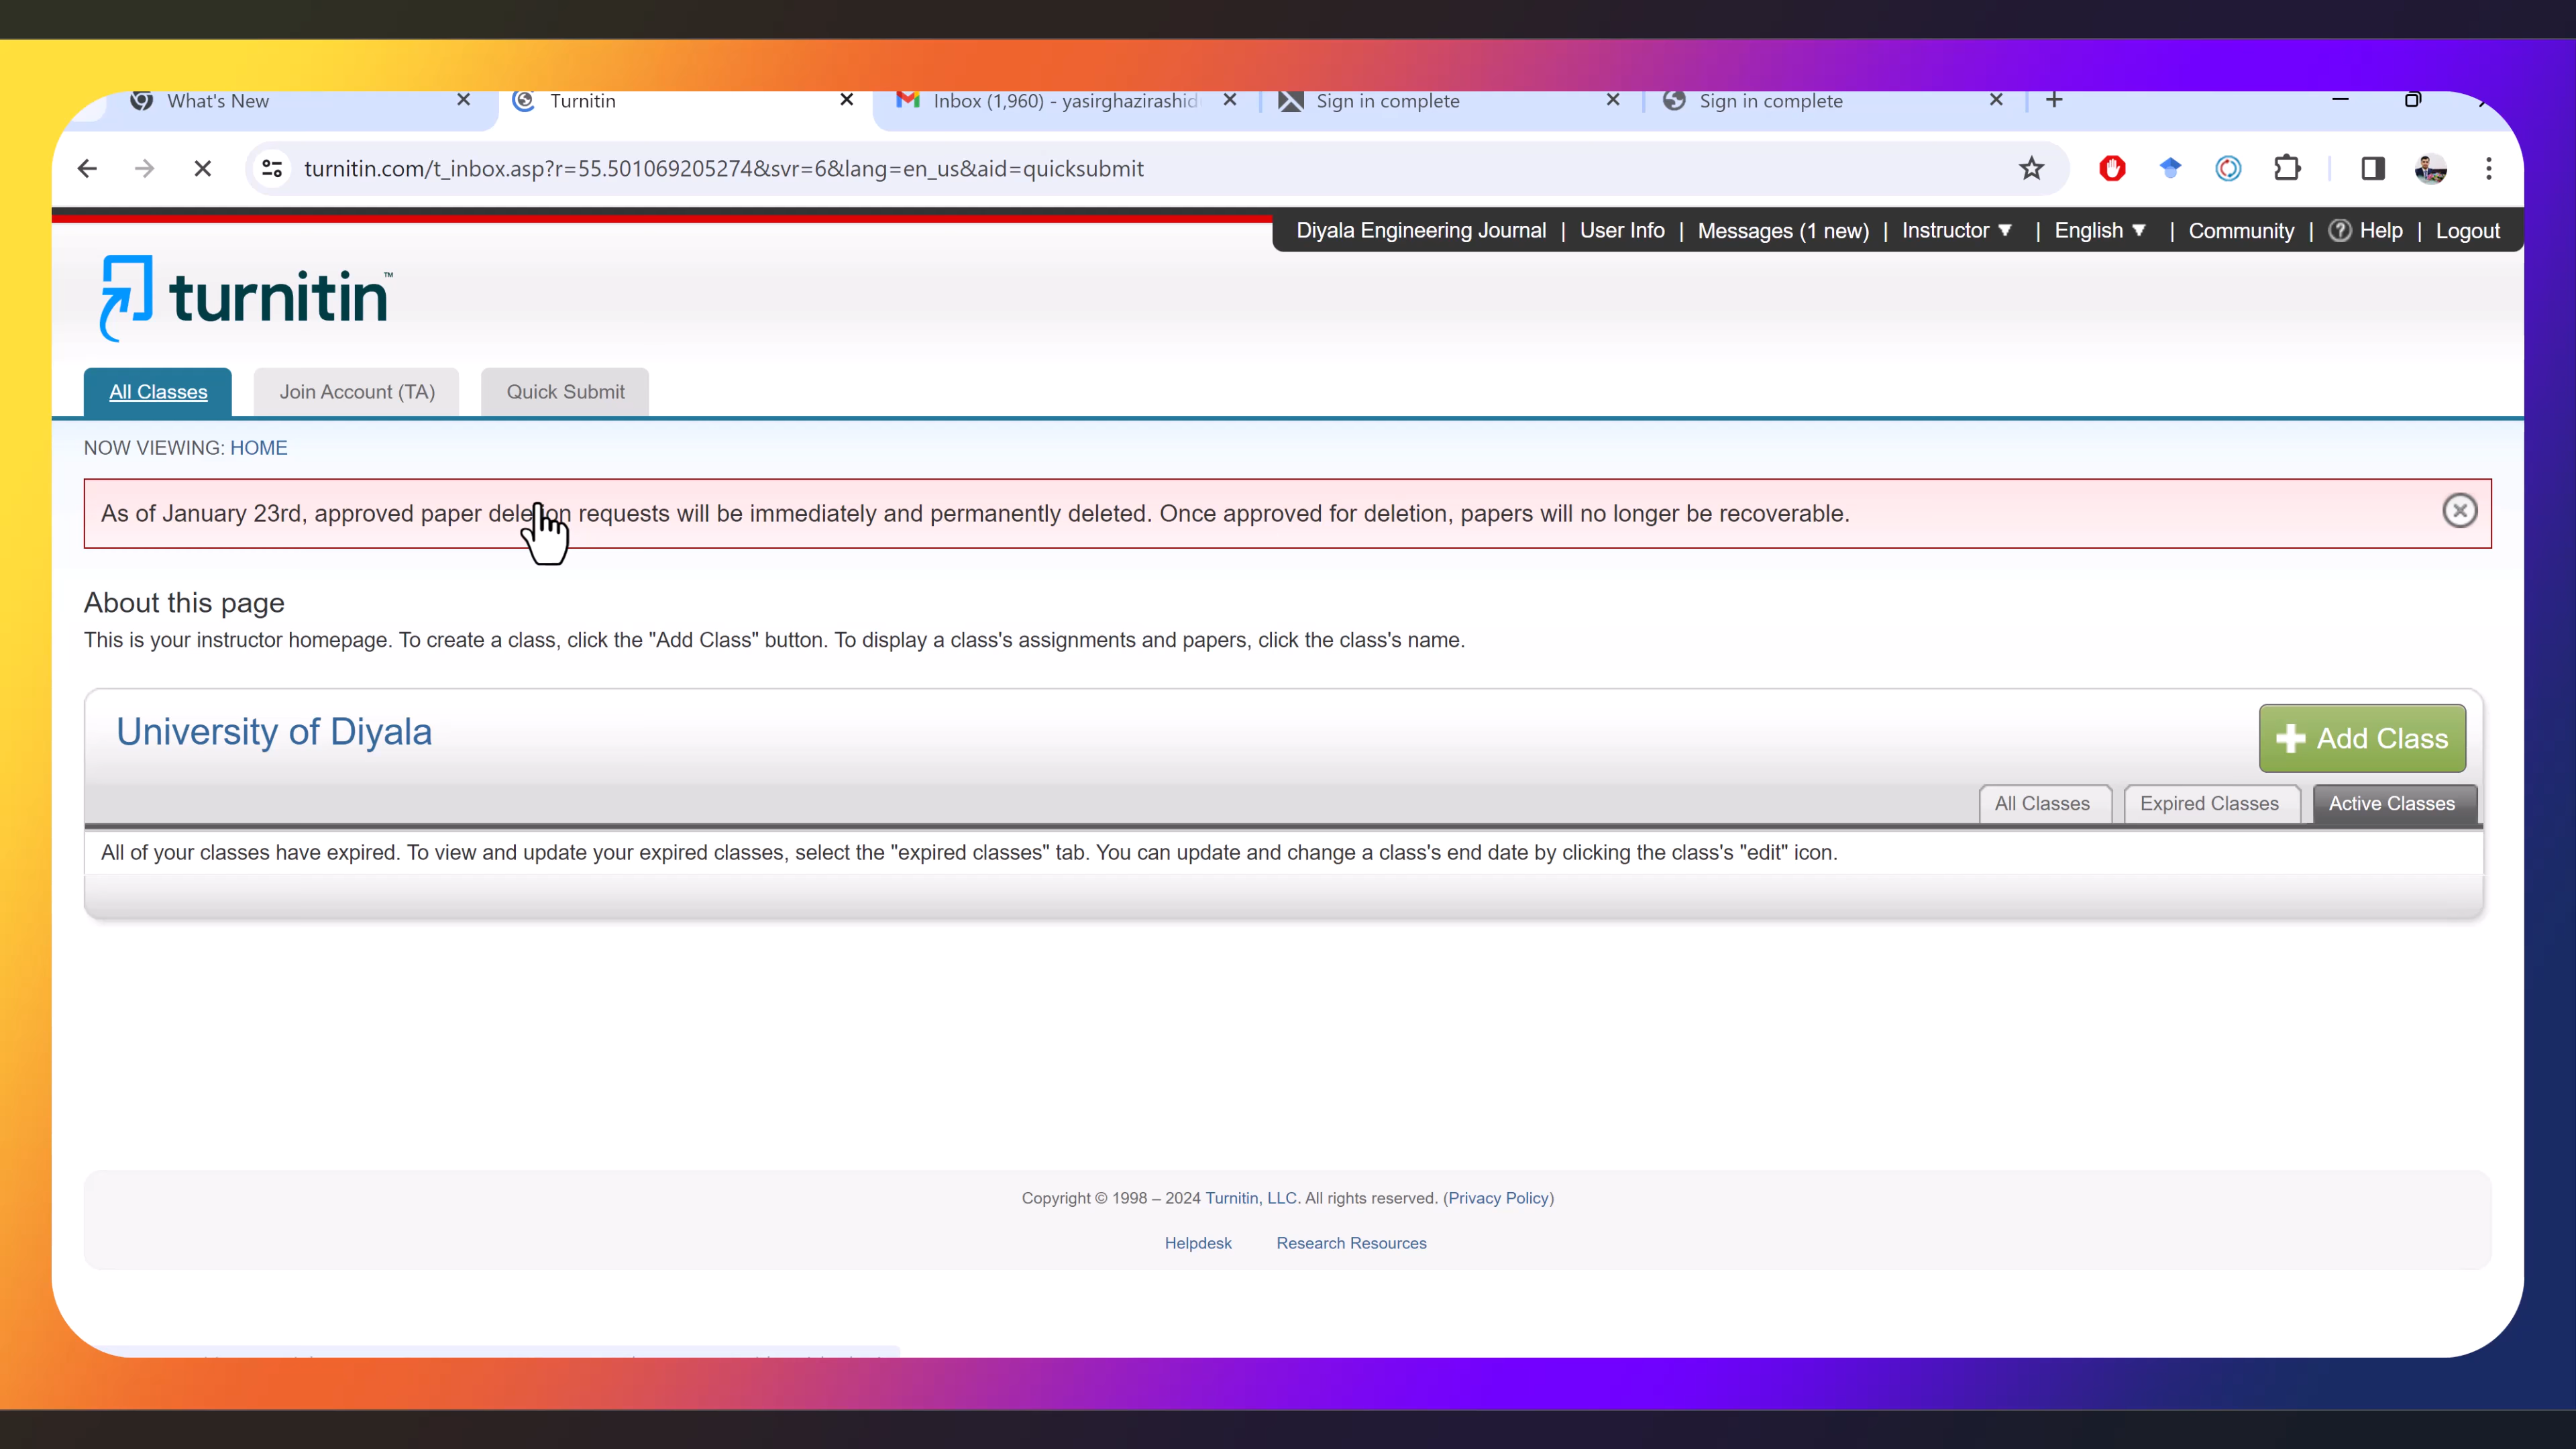 What's New
Turnitin
Inbox (1,960) - yasirghazirashid
Sign in complete
Sign in complete
turnitin.com/t_inbox.asp?r=55.501069205274&svr=6&lang=en_us&aid=quicksubmit
Diyala Engineering Journal | User Info | Messages (1 new) | Instructor ▼ | English ▼ | Community | ? Help | Logout
turnitin™
All Classes
Join Account (TA)
Quick Submit
NOW VIEWING: HOME
As of January 23rd, approved paper deletion requests will be immediately and permanently deleted. Once approved for deletion, papers will no longer be recoverable.
About this page
This is your instructor homepage. To create a class, click the "Add Class" button. To display a class's assignments and papers, click the class's name.
University of Diyala
Add Class
All Classes
Expired Classes
Active Classes
All of your classes have expired. To view and update your expired classes, select the "expired classes" tab. You can update and change a class's end date by clicking the class's "edit" icon.
Copyright © 1998 – 2024 Turnitin, LLC. All rights reserved. (Privacy Policy)
Helpdesk
Research Resources